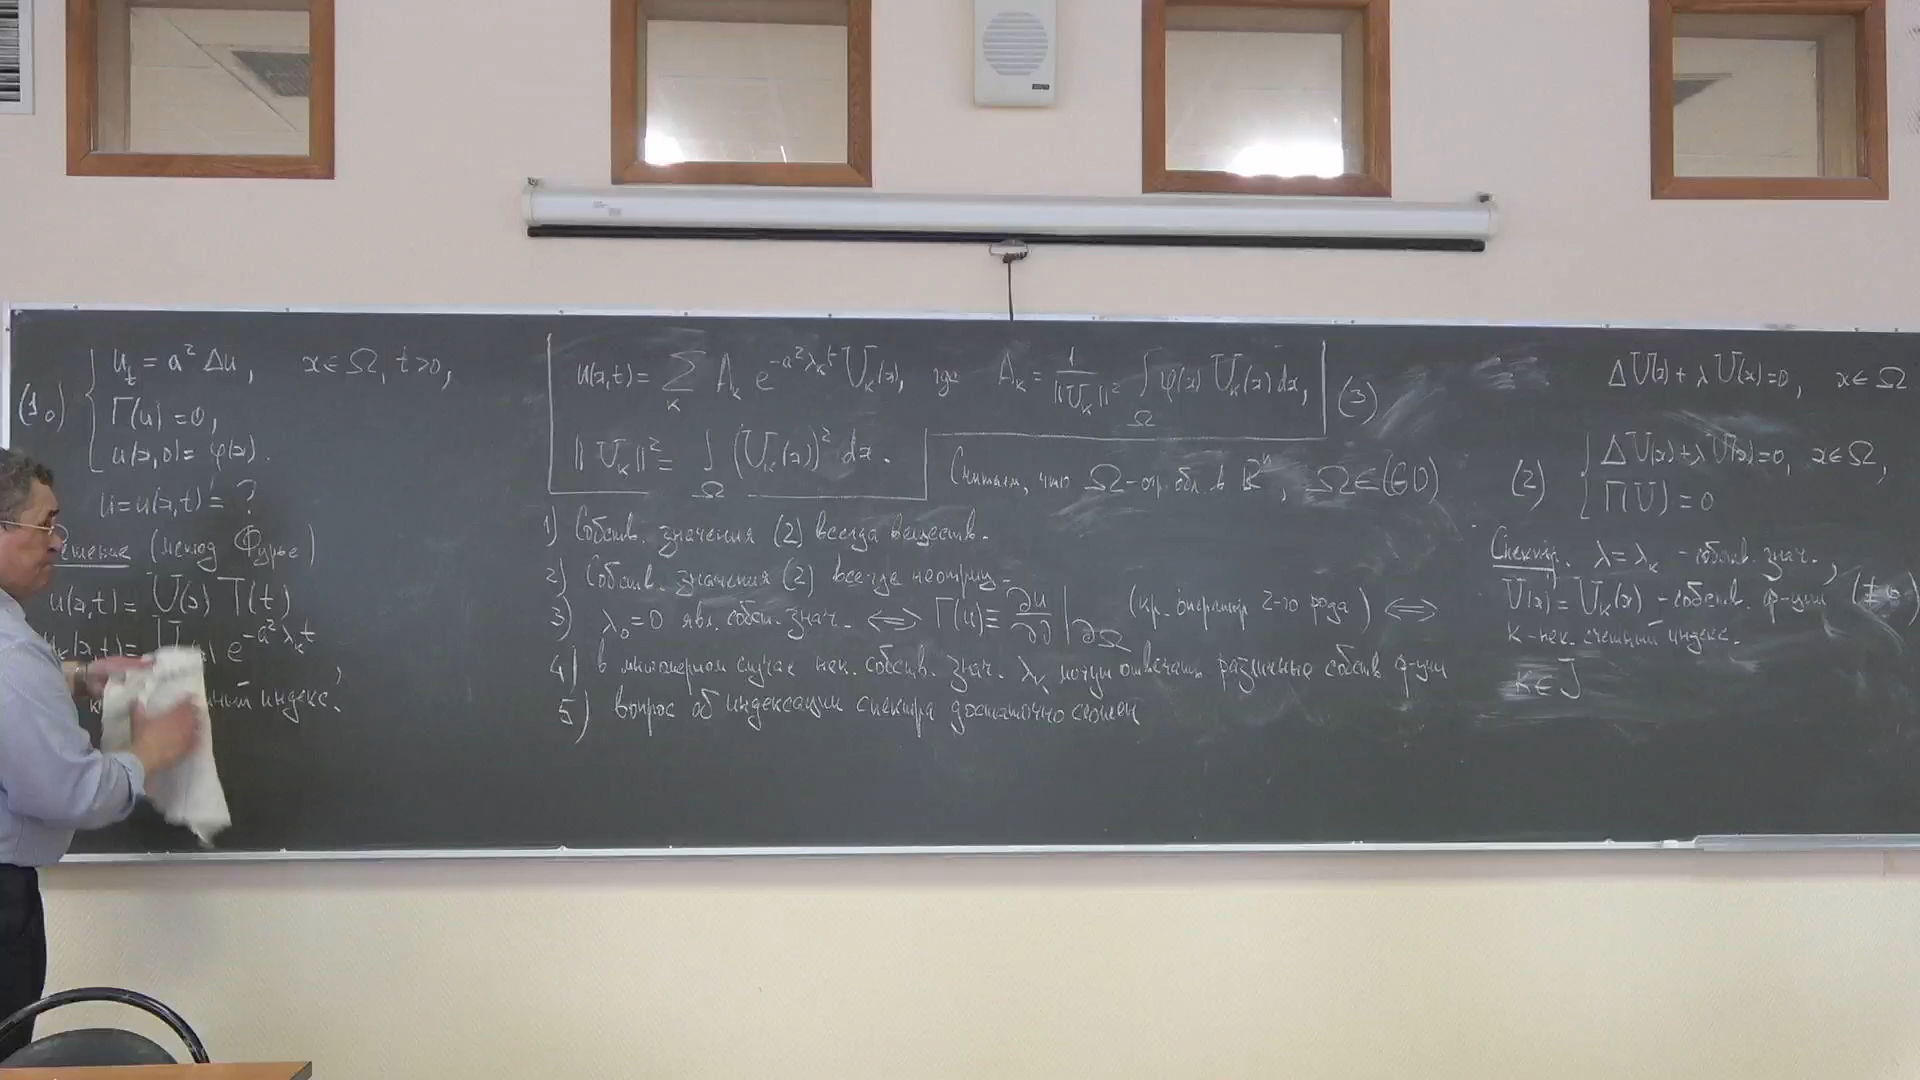 (1₀) { u_t = a² Δu, x∈Ω, t>0,
Γ(u) = 0,
u(x,0) = φ(x).
u = u(x,t) = ?
(метод Фурье)
u(x,t) = U(x) T(t)
e^{-a²λ_k t},
индекс.
u(x,t) = Σ_k A_k e^{-a²λ_k t} U_k(x), где A_k = 1/||U_k||² ∫_Ω φ(x) U_k(x) dx, (3)
||U_k||² = ∫_Ω (U_k(x))² dx.
Считаем, что Ω - огр. обл. в ℝⁿ, Ω∈(GO)
1) Собств. значения (2) всегда веществ.
2) Собств. значения (2) всегда неотриц.
3) λ₀ = 0 явл. собств. знач. ⟺ Γ(u) ≡ ∂u/∂ν |_∂Ω (кр. оператор 2-го рода) ⟺
4) в многомерном случае нек. собств. знач. λ_k могут отвечать различные собств ф-ции
5) вопрос об индексации спектра достаточно сложен
ΔU(x) + λU(x) = 0, x∈Ω
(2) { ΔU(x) + λU(x) = 0, x∈Ω,
Γ(U) = 0
Спектр. λ = λ_k - собств. знач.,
U(x) = U_k(x) - собств. ф-ции (≢0)
k - нек. счетный индекс.
k∈J